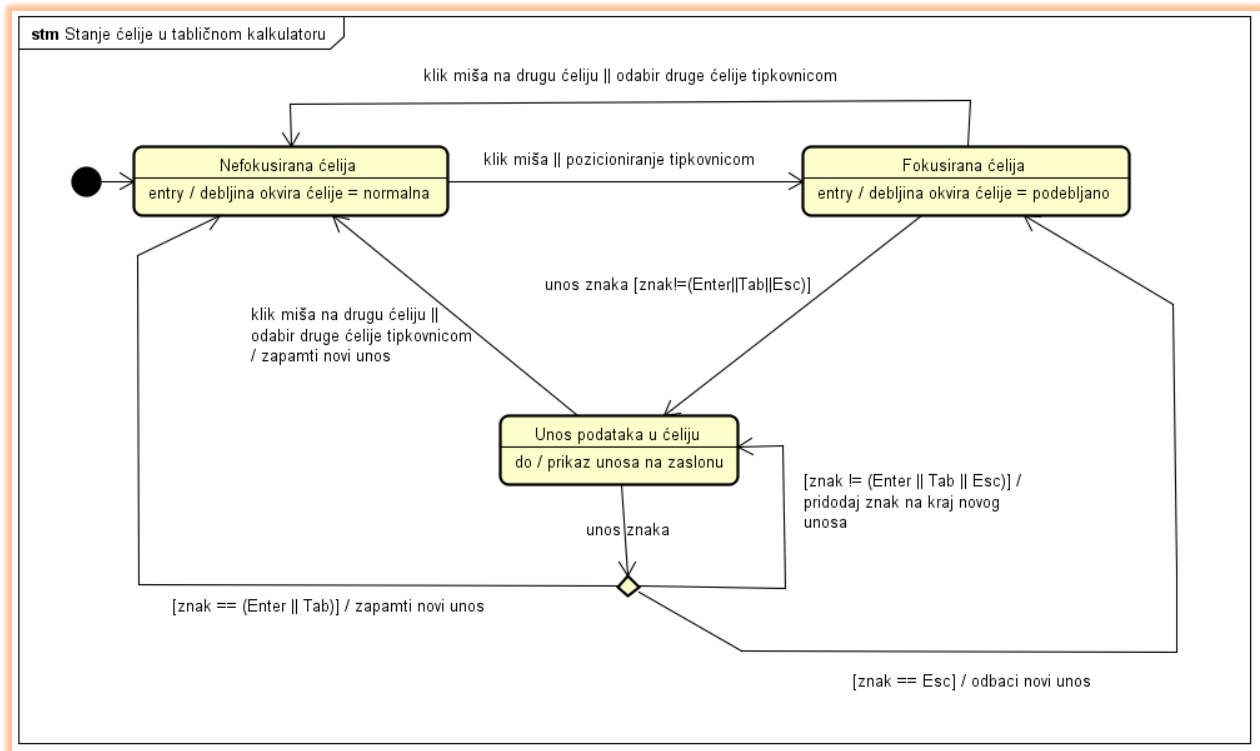 stm Stanje ćelije u tabličnom kalkulatoru
klik miša na drugu ćeliju || odabir druge ćelije tipkovnicom
Nefokusirana ćelija
entry / debljina okvira ćelije = normalna
klik miša || pozicioniranje tipkovnicom
Fokusirana ćelija
entry / debljina okvira ćelije = podebljano
unos znaka [znak!=(Enter||Tab||Esc)]
klik miša na drugu ćeliju ||
odabir druge ćelije tipkovnicom
/ zapamti novi unos
Unos podataka u ćeliju
do / prikaz unosa na zaslonu
[znak != (Enter || Tab || Esc)] /
pridodaj znak na kraj novog
unosa
unos znaka
[znak == (Enter || Tab)] / zapamti novi unos
[znak == Esc] / odbaci novi unos